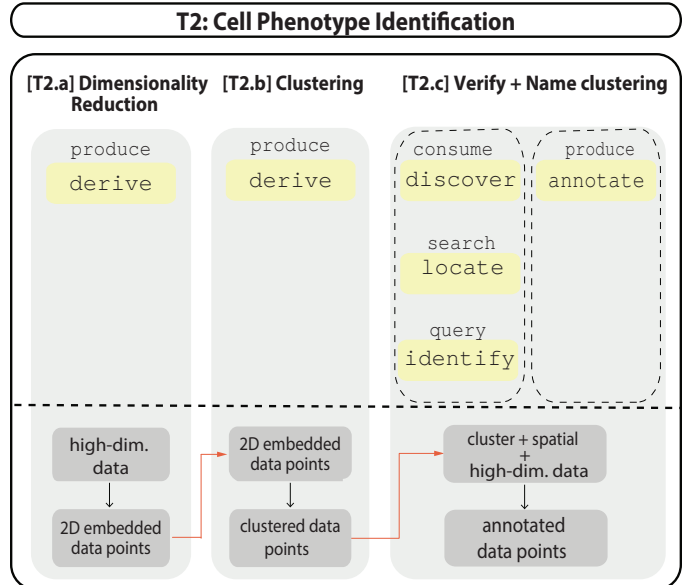 T2: Cell Phenotype Identification
[T2.a] Dimensionality
Reduction
[T2.b] Clustering
[T2.c] Verify + Name clustering
produce
derive
produce
derive
consume
discover
search
locate
query
identify
produce
annotate
high-dim.
data
2D embedded
data points
2D embedded
data points
clustered data
points
cluster + spatial
+
high-dim. data
annotated
data points